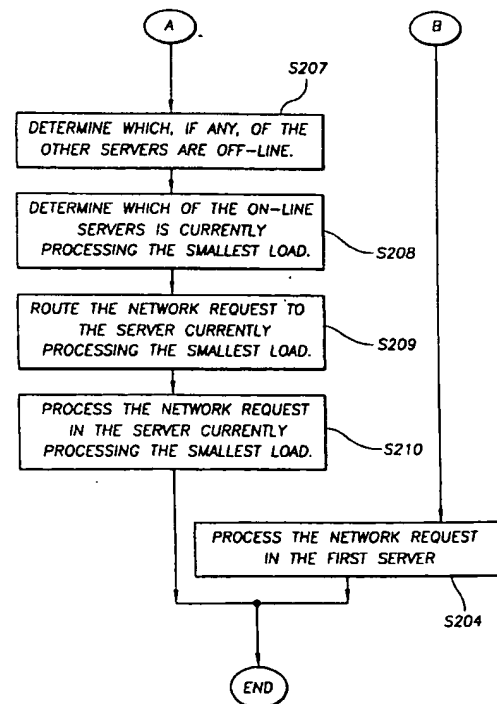 A
B
S207
DETERMINE WHICH, IF ANY, OF THE
OTHER SERVERS ARE OFF-LINE.
DETERMINE WHICH OF THE ON-LINE
SERVERS IS CURRENTLY
PROCESSING THE SMALLEST LOAD.
S208
ROUTE THE NETWORK REQUEST TO
THE SERVER CURRENTLY
PROCESSING THE SMALLEST LOAD.
S209
PROCESS THE NETWORK REQUEST
IN THE SERVER CURRENTLY
PROCESSING THE SMALLEST LOAD.
S210
PROCESS THE NETWORK REQUEST
IN THE FIRST SERVER
S204
END